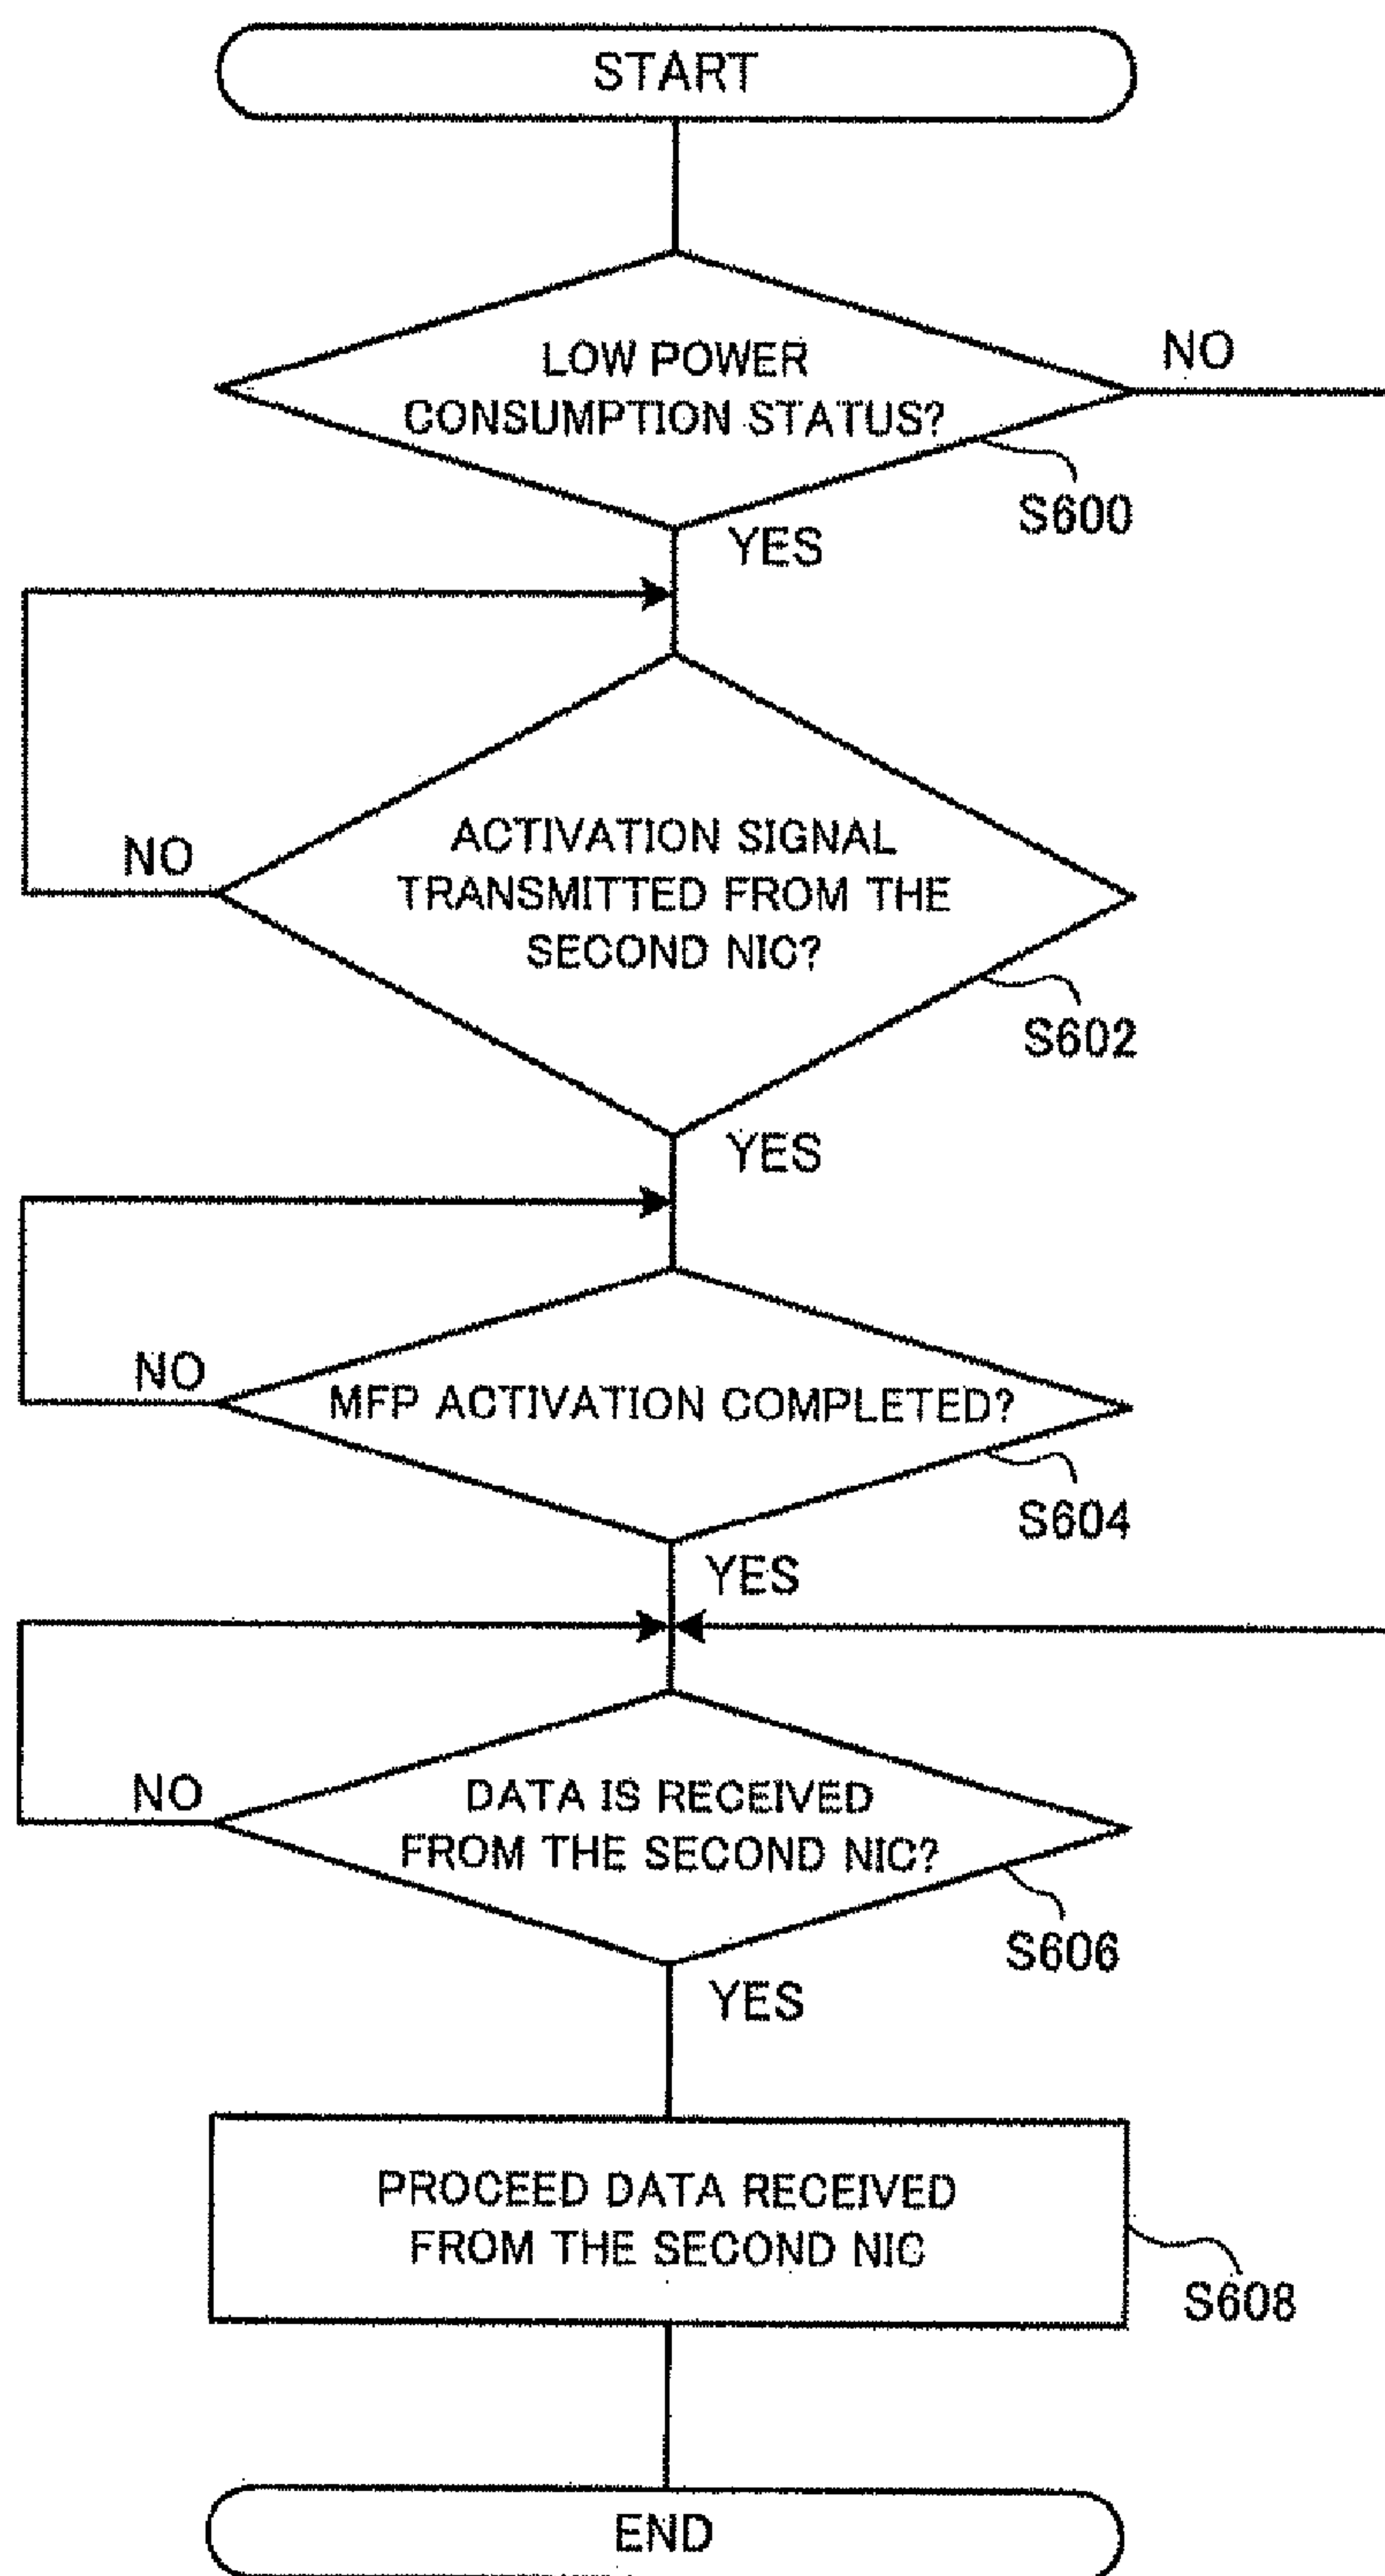 START
LOW POWER
CONSUMPTION STATUS?
NO
S600
YES
ACTIVATION SIGNAL
TRANSMITTED FROM THE
SECOND NIC?
NO
S602
YES
MFP ACTIVATION COMPLETED?
NO
S604
YES
DATA IS RECEIVED
FROM THE SECOND NIC?
NO
S606
YES
PROCEED DATA RECEIVED
FROM THE SECOND NIC
S608
END